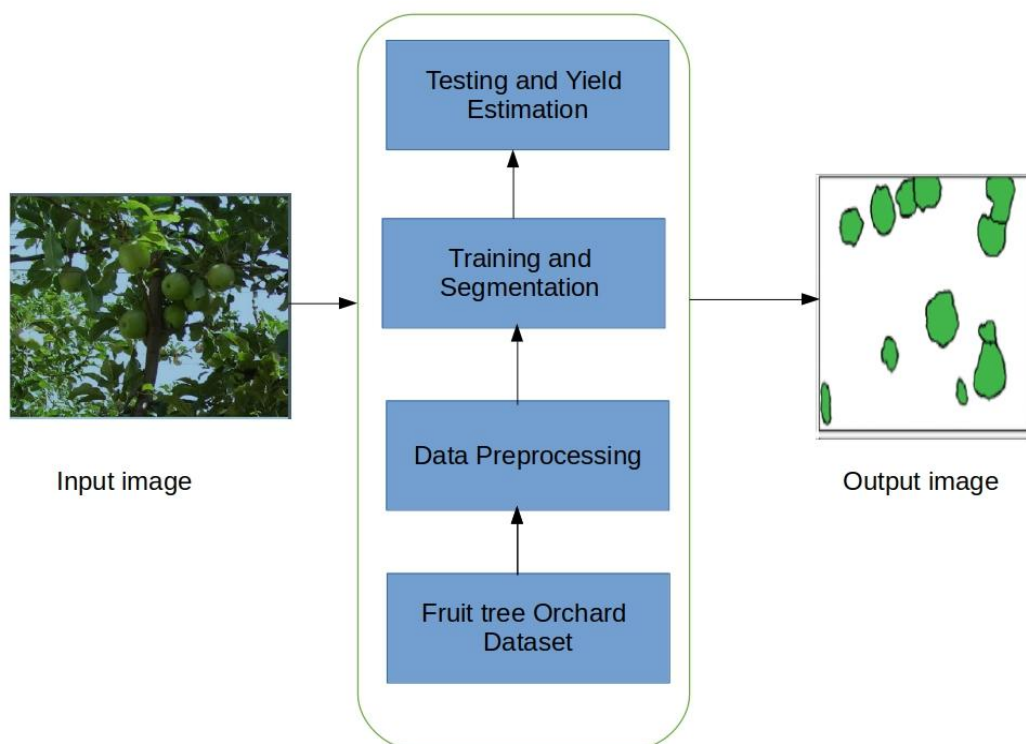 Testing and Yield
Estimation
Training and
Segmentation
Data Preprocessing
Fruit tree Orchard
Dataset
Input image
Output image